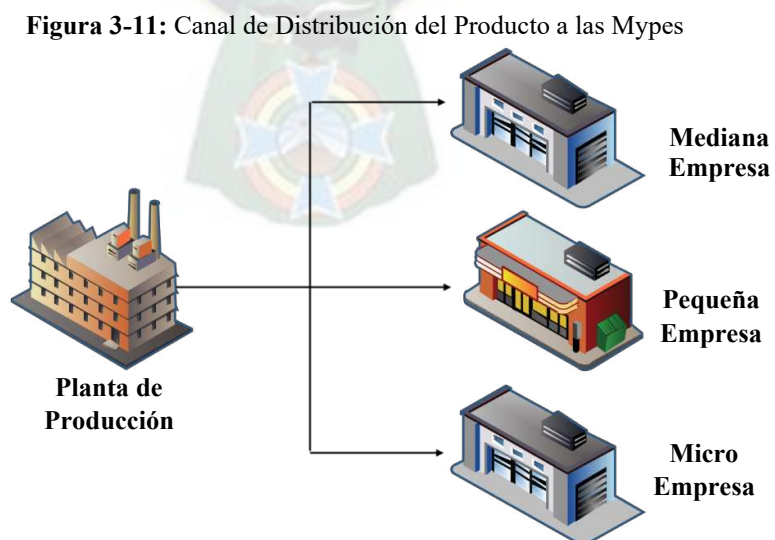 Figura 3-11: Canal de Distribución del Producto a las Mypes
Mediana
Empresa
Pequeña
Empresa
Planta de
Producción
Micro
Empresa